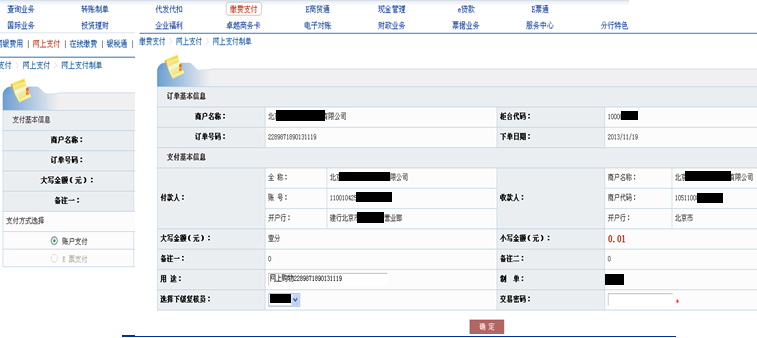 查询业务 转账制单 代发代扣 缴费支付 E商贸通 现金管理 e贷款 E票通
国际业务 投资理财 企业福利 卓越商务卡 电子对账 财政业务 票据业务 服务中心 分行特色
银费用 | 网上支付 | 在线缴费 | 银税通 |
缴费支付 网上支付 网上支付制单
支付 网上支付 网上支付制单
支付基本信息
商户名称：
订单号码：
大写金额（元）：
备注一：
支付方式选择
账户支付
E 票支付
订单基本信息
商户名称： 北 有限公司 柜台代码： 1000
订单号码： 2289871890131119 下单日期： 2013/11/19
支付基本信息
付款人： 全 称： 北京 有限公司 收款人： 商户名称： 北京 有限公司
账 号： 110010425 商户代码： 10511000
开户行： 建行北京 营业部 开户行： 北京市
大写金额（元）： 壹分 小写金额（元）： 0.01
备注一： 0 备注二： 0
用 途： 网上购物2289871890131119 制 单：
选择下级复核员： 交易密码： *
确 定